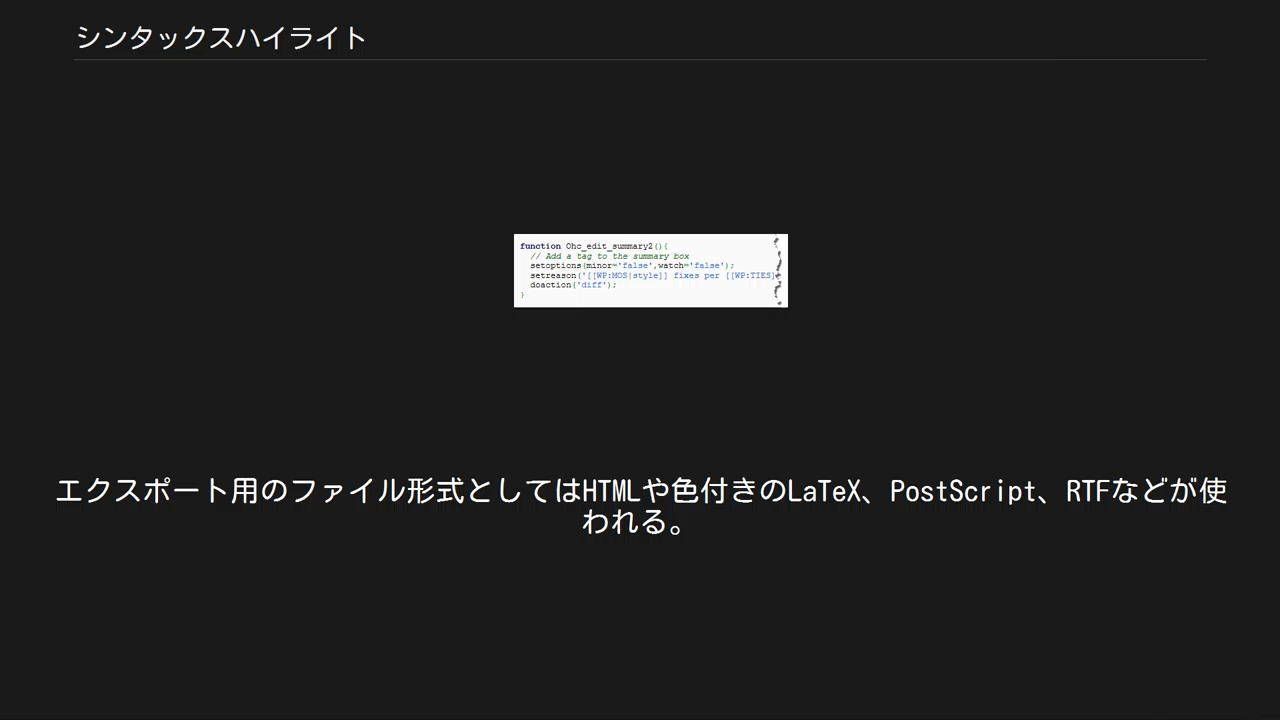 シンタックスハイライト
function Ohc_edit_summary2(){
// Add a tag to the summary box
setoptions(minor='false',watch='false');
setreason('[[WP:MOS|style]] fixes per [[WP:TIES]
doaction('diff');
}
エクスポート用のファイル形式としてはHTMLや色付きのLaTeX、PostScript、RTFなどが使
われる。